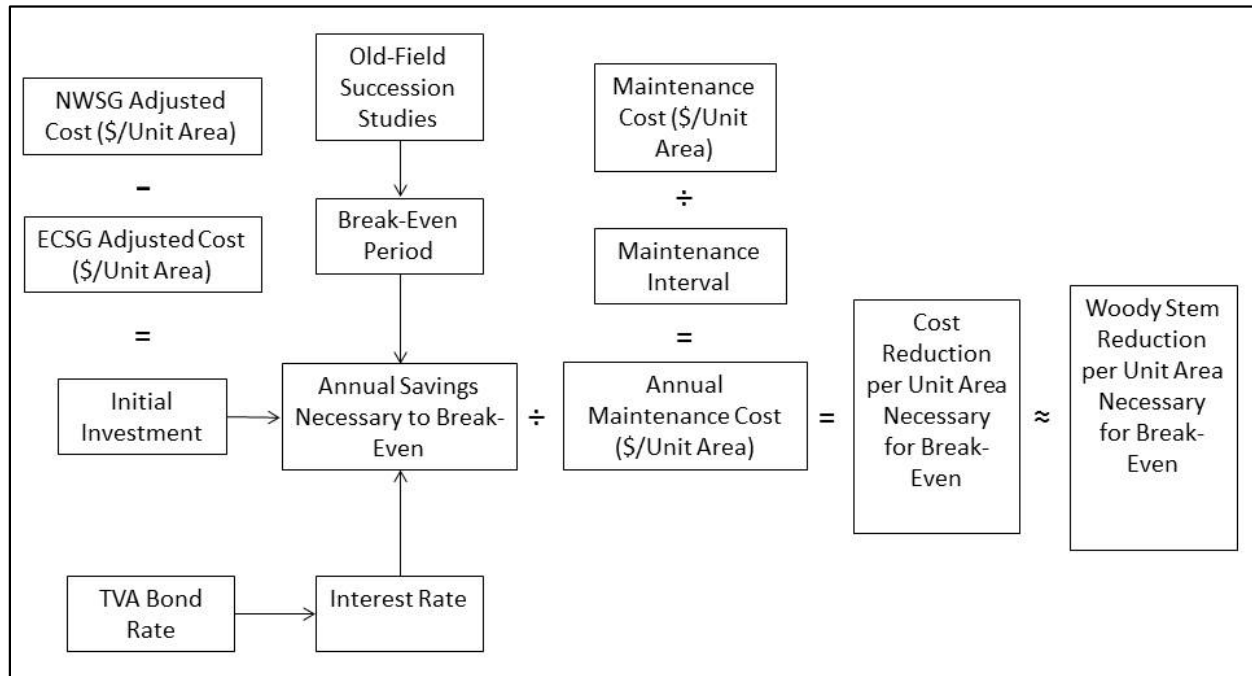 NWSG Adjusted
Cost ($/Unit Area)
–
ECSG Adjusted Cost
($/Unit Area)
=
Initial
Investment
Old-Field
Succession
Studies
Break-Even
Period
Annual Savings
Necessary to Break-
Even
TVA Bond
Rate
Interest Rate
÷
Maintenance
Cost ($/Unit
Area)
÷
Maintenance
Interval
=
Annual
Maintenance Cost
($/Unit Area)
=
Cost
Reduction
per Unit Area
Necessary
for Break-
Even
≈
Woody Stem
Reduction
per Unit Area
Necessary
for Break-
Even